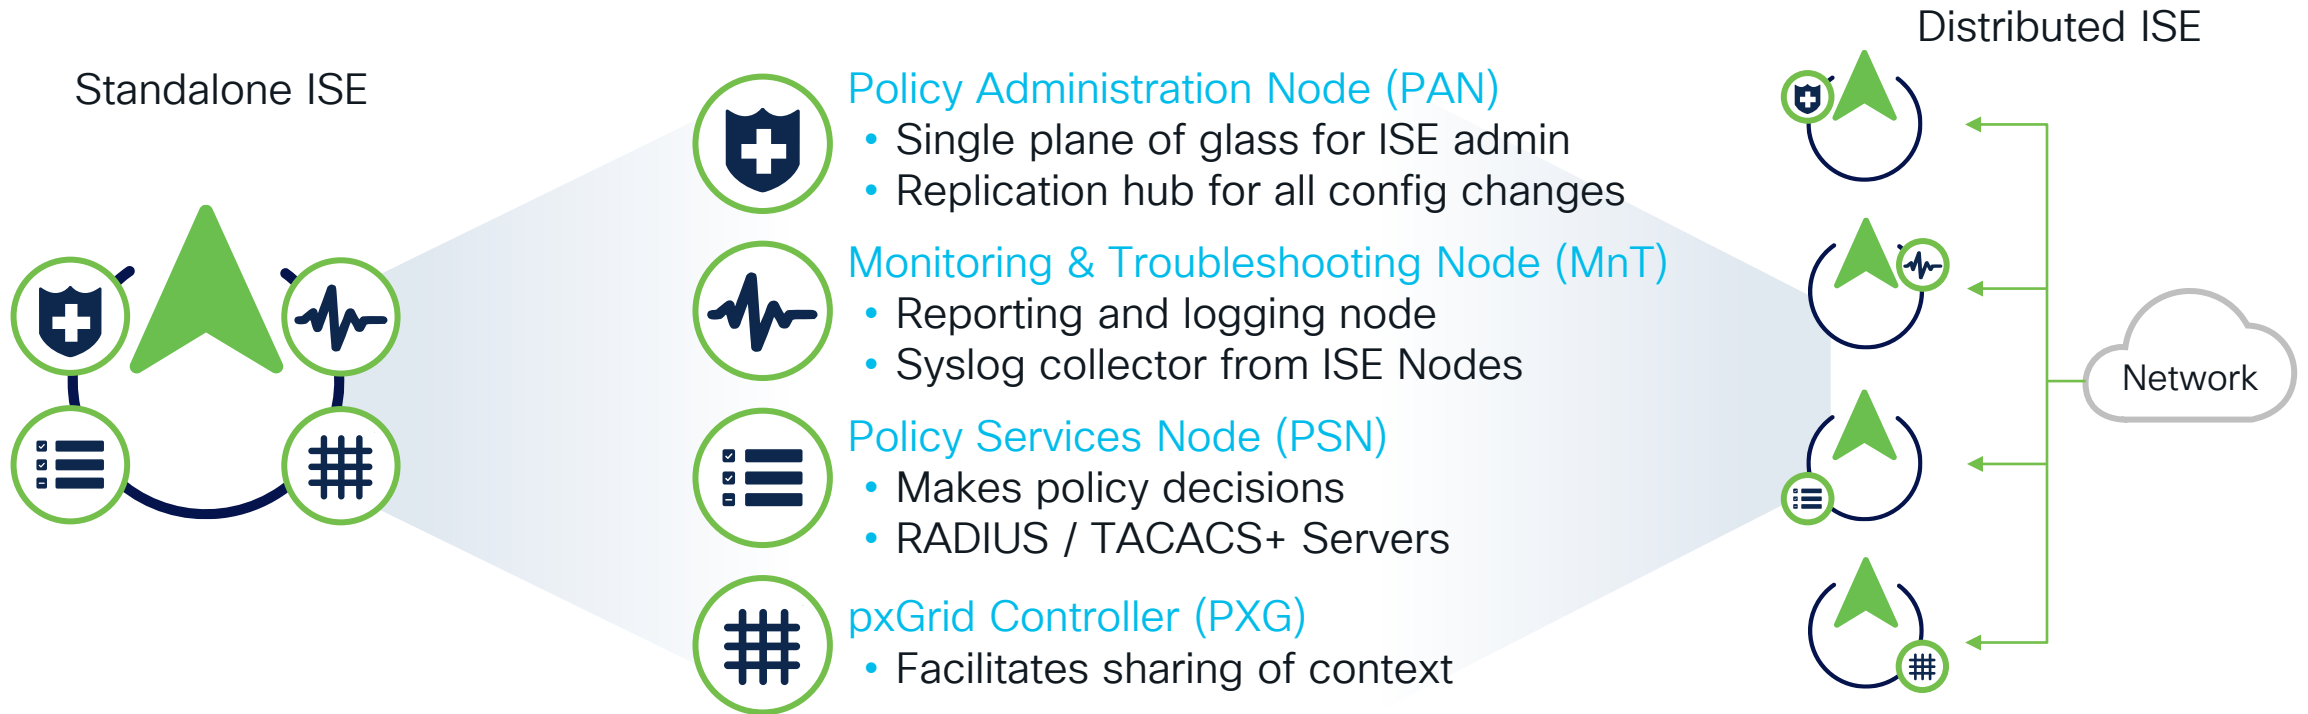 Standalone ISE
Policy Administration Node (PAN)
• Single plane of glass for ISE admin
• Replication hub for all config changes
Monitoring & Troubleshooting Node (MnT)
• Reporting and logging node
• Syslog collector from ISE Nodes
Policy Services Node (PSN)
• Makes policy decisions
• RADIUS / TACACS+ Servers
pxGrid Controller (PXG)
• Facilitates sharing of context
Distributed ISE
Network